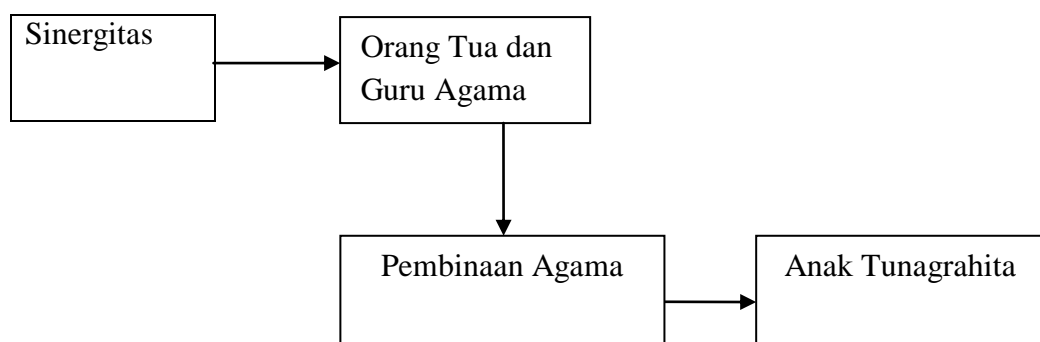 Sinergitas
Orang Tua dan
Guru Agama
Pembinaan Agama
Anak Tunagrahita